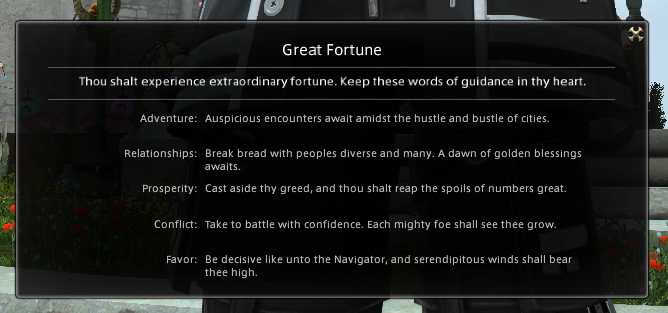 Great Fortune
Thou shalt experience extraordinary fortune. Keep these words of guidance in thy heart.
Adventure: Auspicious encounters await amidst the hustle and bustle of cities.
Relationships: Break bread with peoples diverse and many. A dawn of golden blessings
awaits.
Prosperity: Cast aside thy greed, and thou shalt reap the spoils of numbers great.
Conflict: Take to battle with confidence. Each mighty foe shall see thee grow.
Favor: Be decisive like unto the Navigator, and serendipitous winds shall bear
thee high.